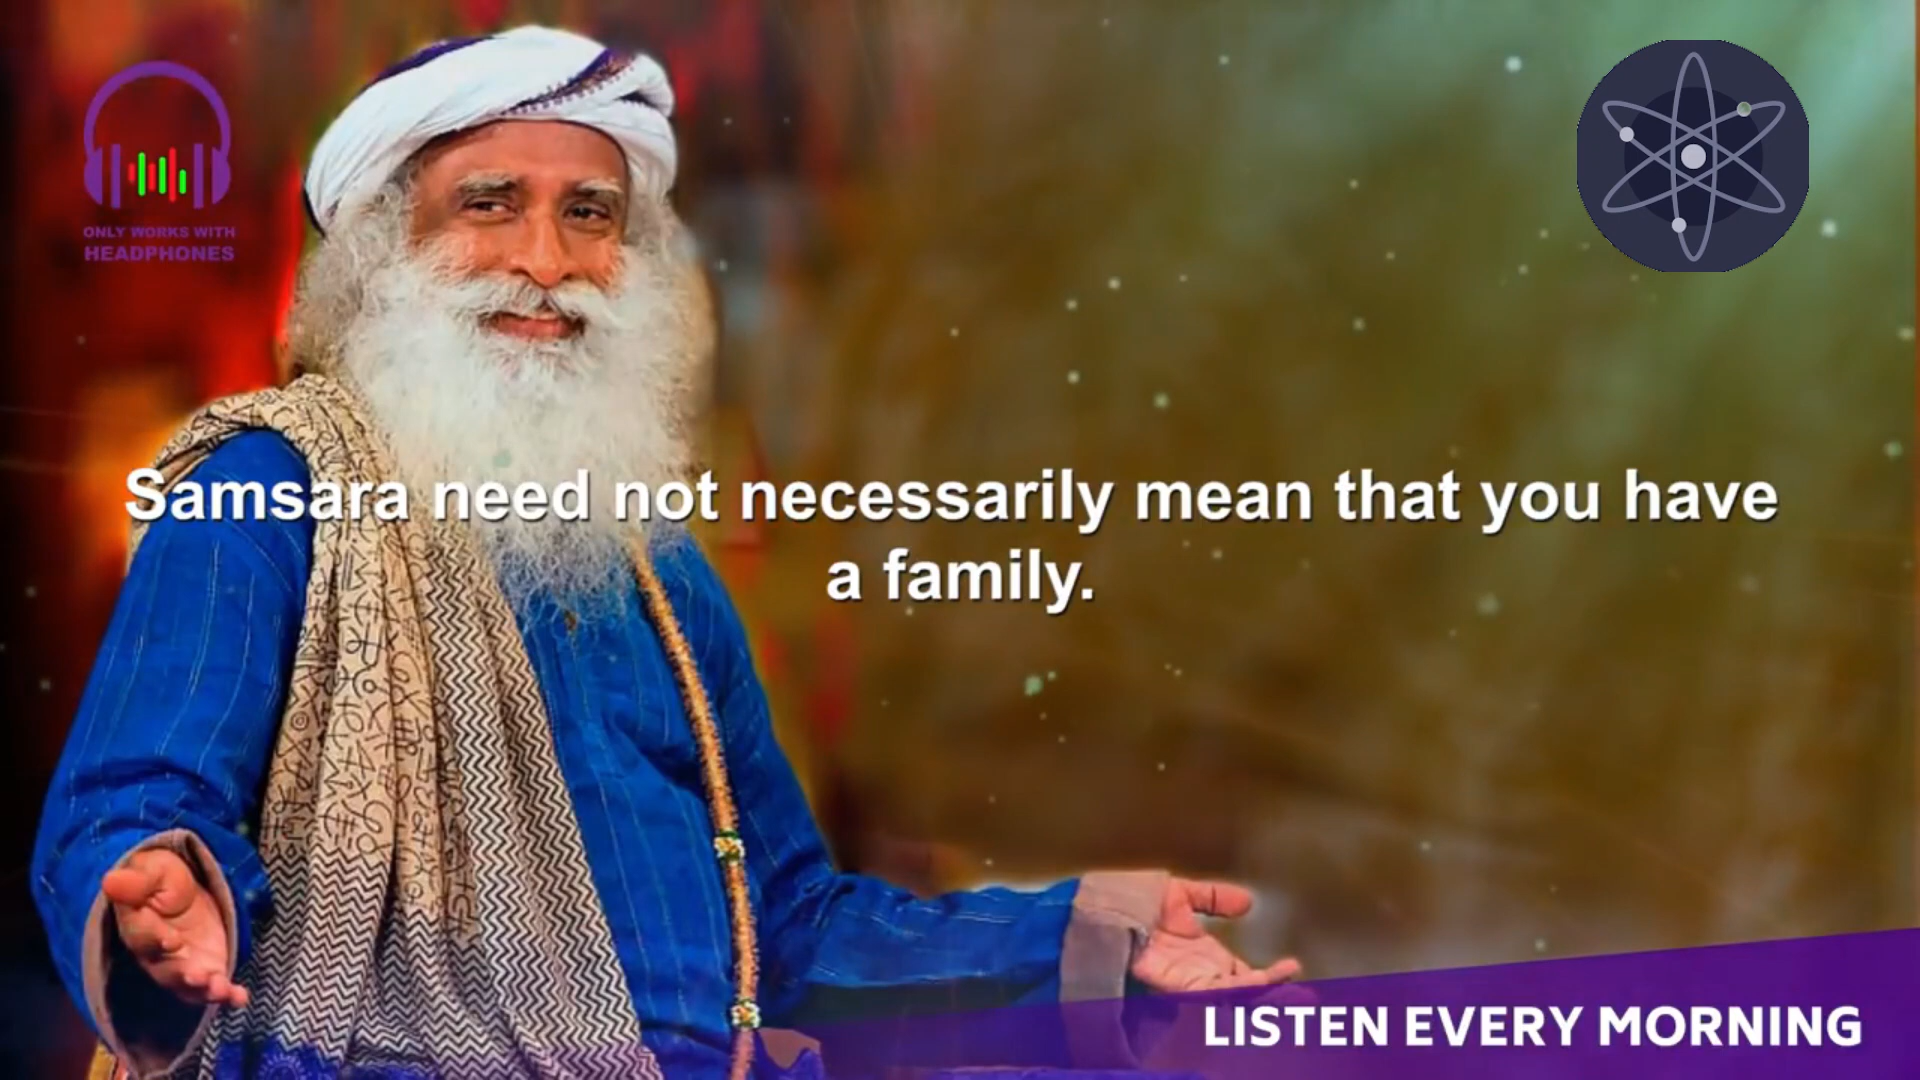 ONLY WORKS WITH
HEADPHONES
Samsara need not necessarily mean that you have
a family.
LISTEN EVERY MORNING